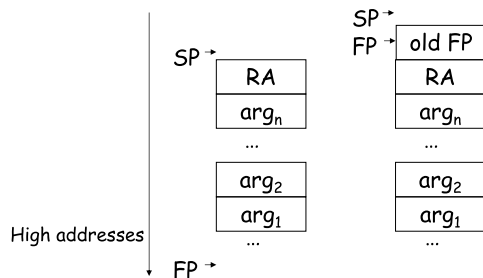 SP
FP old FP
SP
RA RA
argₙ argₙ
... ...
arg₂ arg₂
arg₁ arg₁
High addresses
... ...
FP